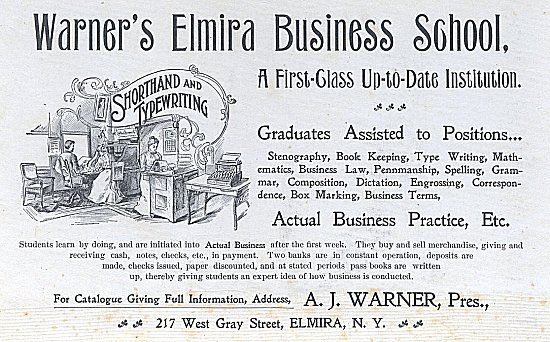 Warner's Elmira Business School,
A First-Class Up-to-Date Institution.
SHORTHAND AND
TYPEWRITING
Graduates Assisted to Positions...
Stenography, Book Keeping, Type Writing, Math-
ematics, Business Law, Pennmanship, Spelling, Gram-
mar, Composition, Dictation, Engrossing, Correspon-
dence, Box Marking, Business Terms,
Actual Business Practice, Etc.
Students learn by doing, and are initiated into Actual Business after the first week. They buy and sell merchandise, giving and
receiving cash, notes, checks, etc., in payment. Two banks are in constant operation, deposits are
made, checks issued, paper discounted, and at stated periods pass books are written
up, thereby giving students an expert idea of how business is conducted.
For Catalogue Giving Full Information, Address, A. J. WARNER, Pres.,
217 West Gray Street, ELMIRA, N. Y.